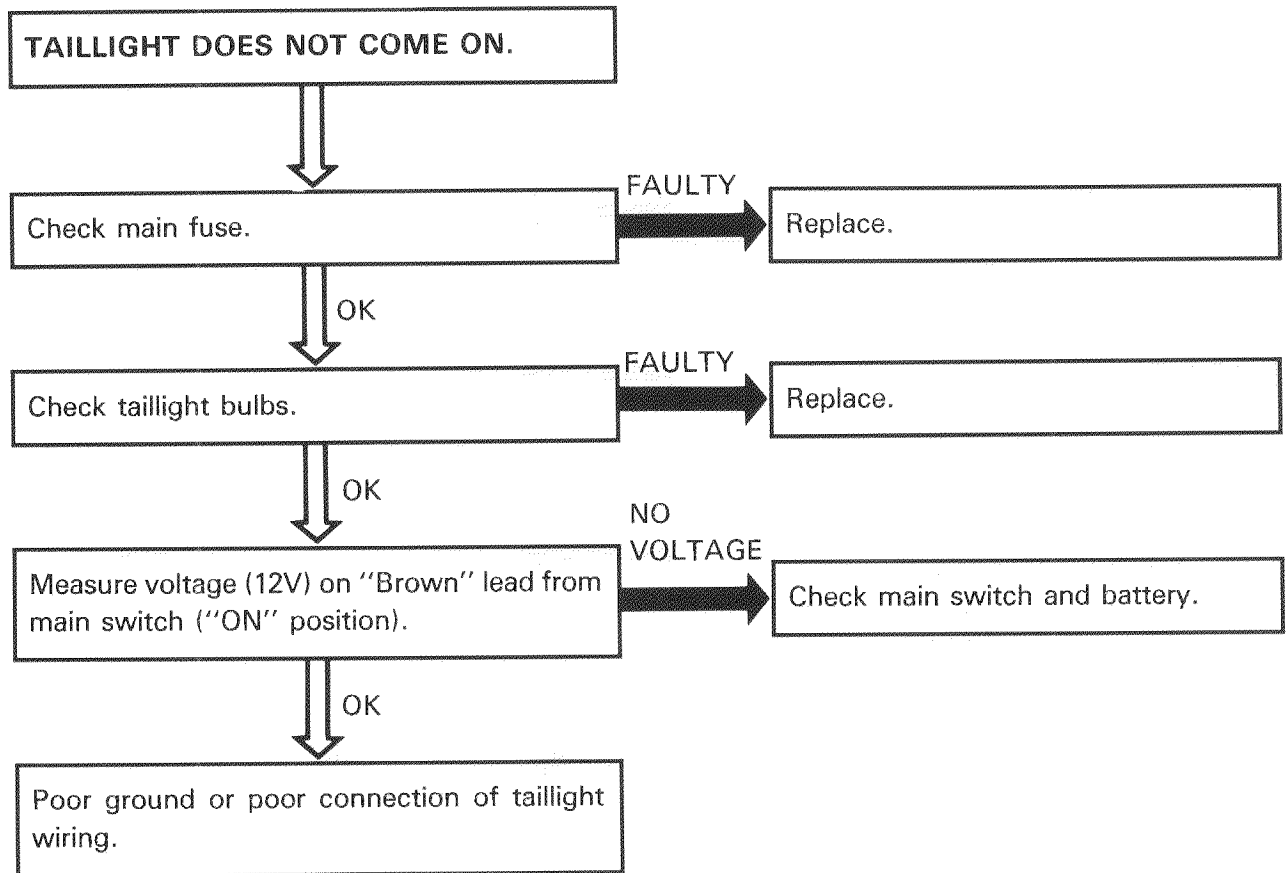 TAILLIGHT DOES NOT COME ON.
FAULTY
Check main fuse.
Replace.
OK
FAULTY
Check taillight bulbs.
Replace.
OK
NO
VOLTAGE
Measure voltage (12V) on "Brown" lead from
main switch ("ON" position).
Check main switch and battery.
OK
Poor ground or poor connection of taillight
wiring.